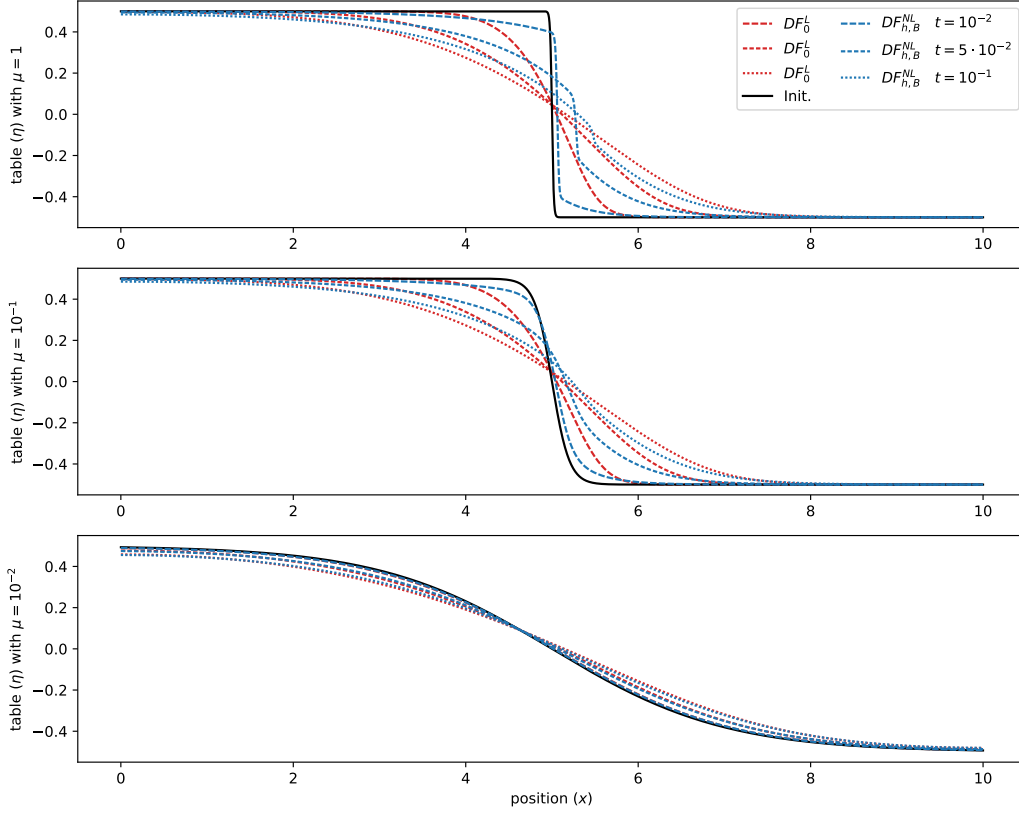 table (η) with μ = 1
0.4
0.2
0.0
−0.2
−0.4
0 2 4 6 8 10
DF₀ᴸ
DF₀ᴸ
DF₀ᴸ
Init.
$DF_{h,B}^{NL}$ t = 10⁻²
$DF_{h,B}^{NL}$ t = 5 · 10⁻²
$DF_{h,B}^{NL}$ t = 10⁻¹
table (η) with μ = 10⁻¹
0.4
0.2
0.0
−0.2
−0.4
0 2 4 6 8 10
table (η) with μ = 10⁻²
0.4
0.2
0.0
−0.2
−0.4
0 2 4 6 8 10
position (x)